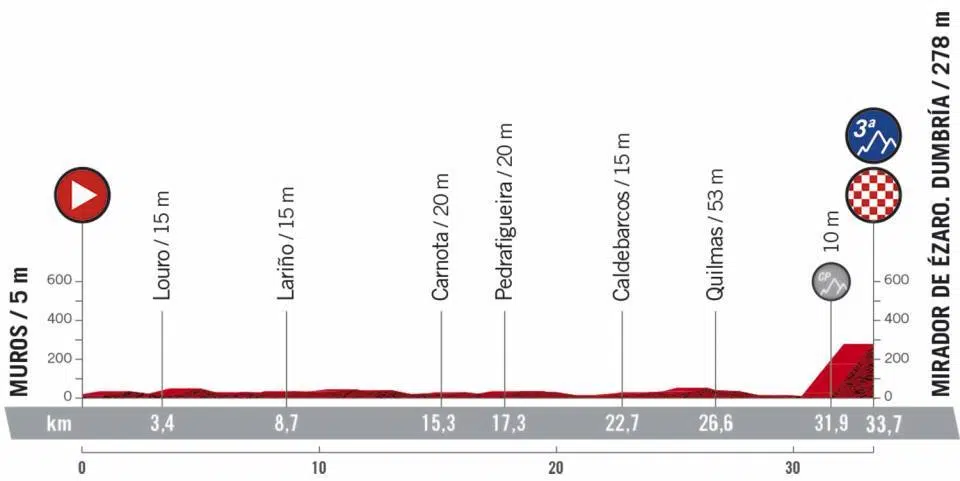 MUROS / 5 m
Louro / 15 m
Lariño / 15 m
Carnota / 20 m
Pedrafigueira / 20 m
Caldebarcos / 15 m
Quilmas / 53 m
10 m
CP
3ª
MIRADOR DE ÉZARO. DUMBRÍA / 278 m
600
400
200
0
600
400
200
0
km 3,4 8,7 15,3 17,3 22,7 26,6 31,9 33,7
0 10 20 30